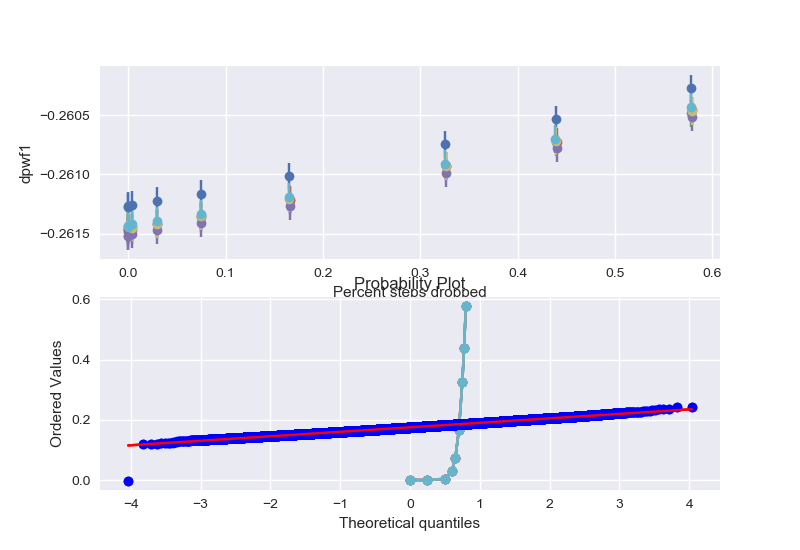 dpwf1
−0.2605
−0.2610
−0.2615
0.0 0.1 0.2 0.3 0.4 0.5 0.6
Percent steps dropped
Probability Plot
Ordered Values
0.6
0.4
0.2
0.0
−4 −3 −2 −1 0 1 2 3 4
Theoretical quantiles